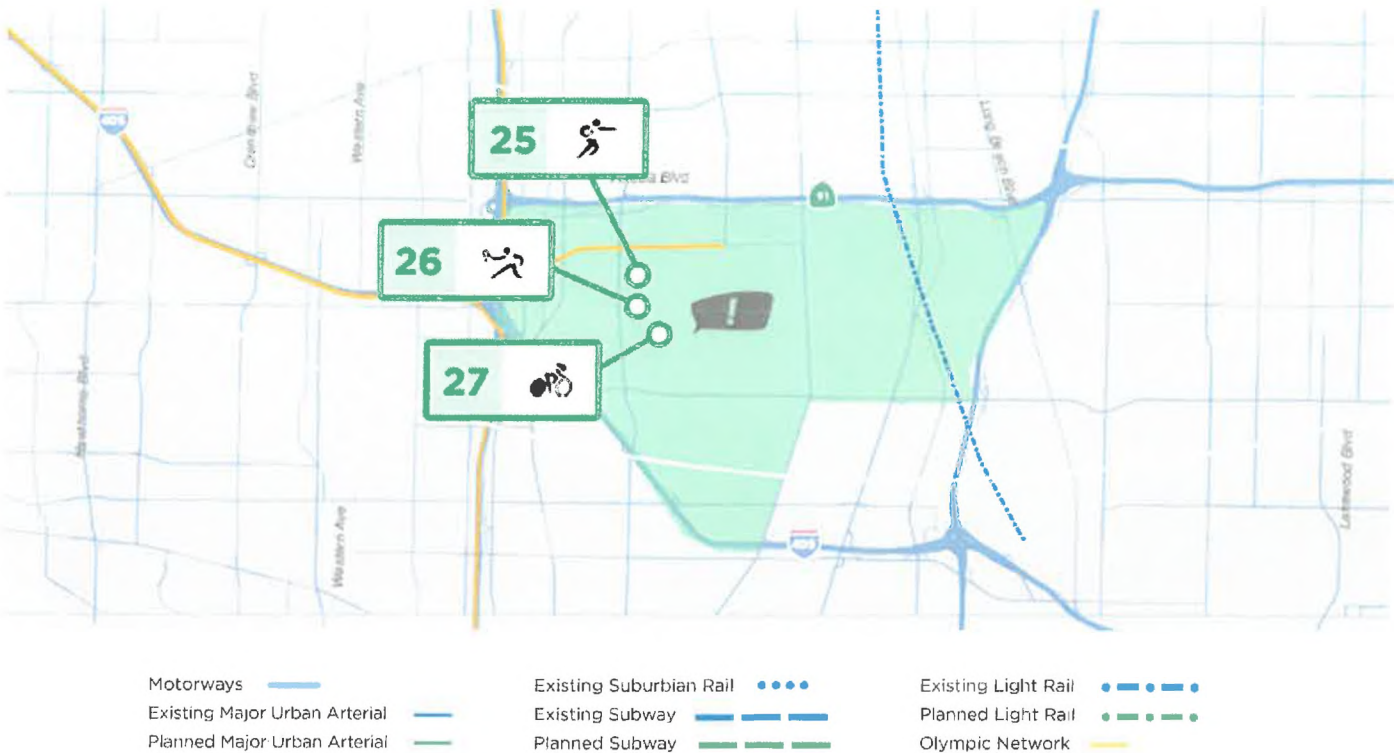 25
26
27
405
Crenshaw Blvd
Western Ave
Long Beach Blvd
91
Hawthorne Blvd
Western Ave
405
Lakewood Blvd
Motorways
Existing Major Urban Arterial
Planned Major Urban Arterial
Existing Suburbian Rail
Existing Subway
Planned Subway
Existing Light Rail
Planned Light Rail
Olympic Network